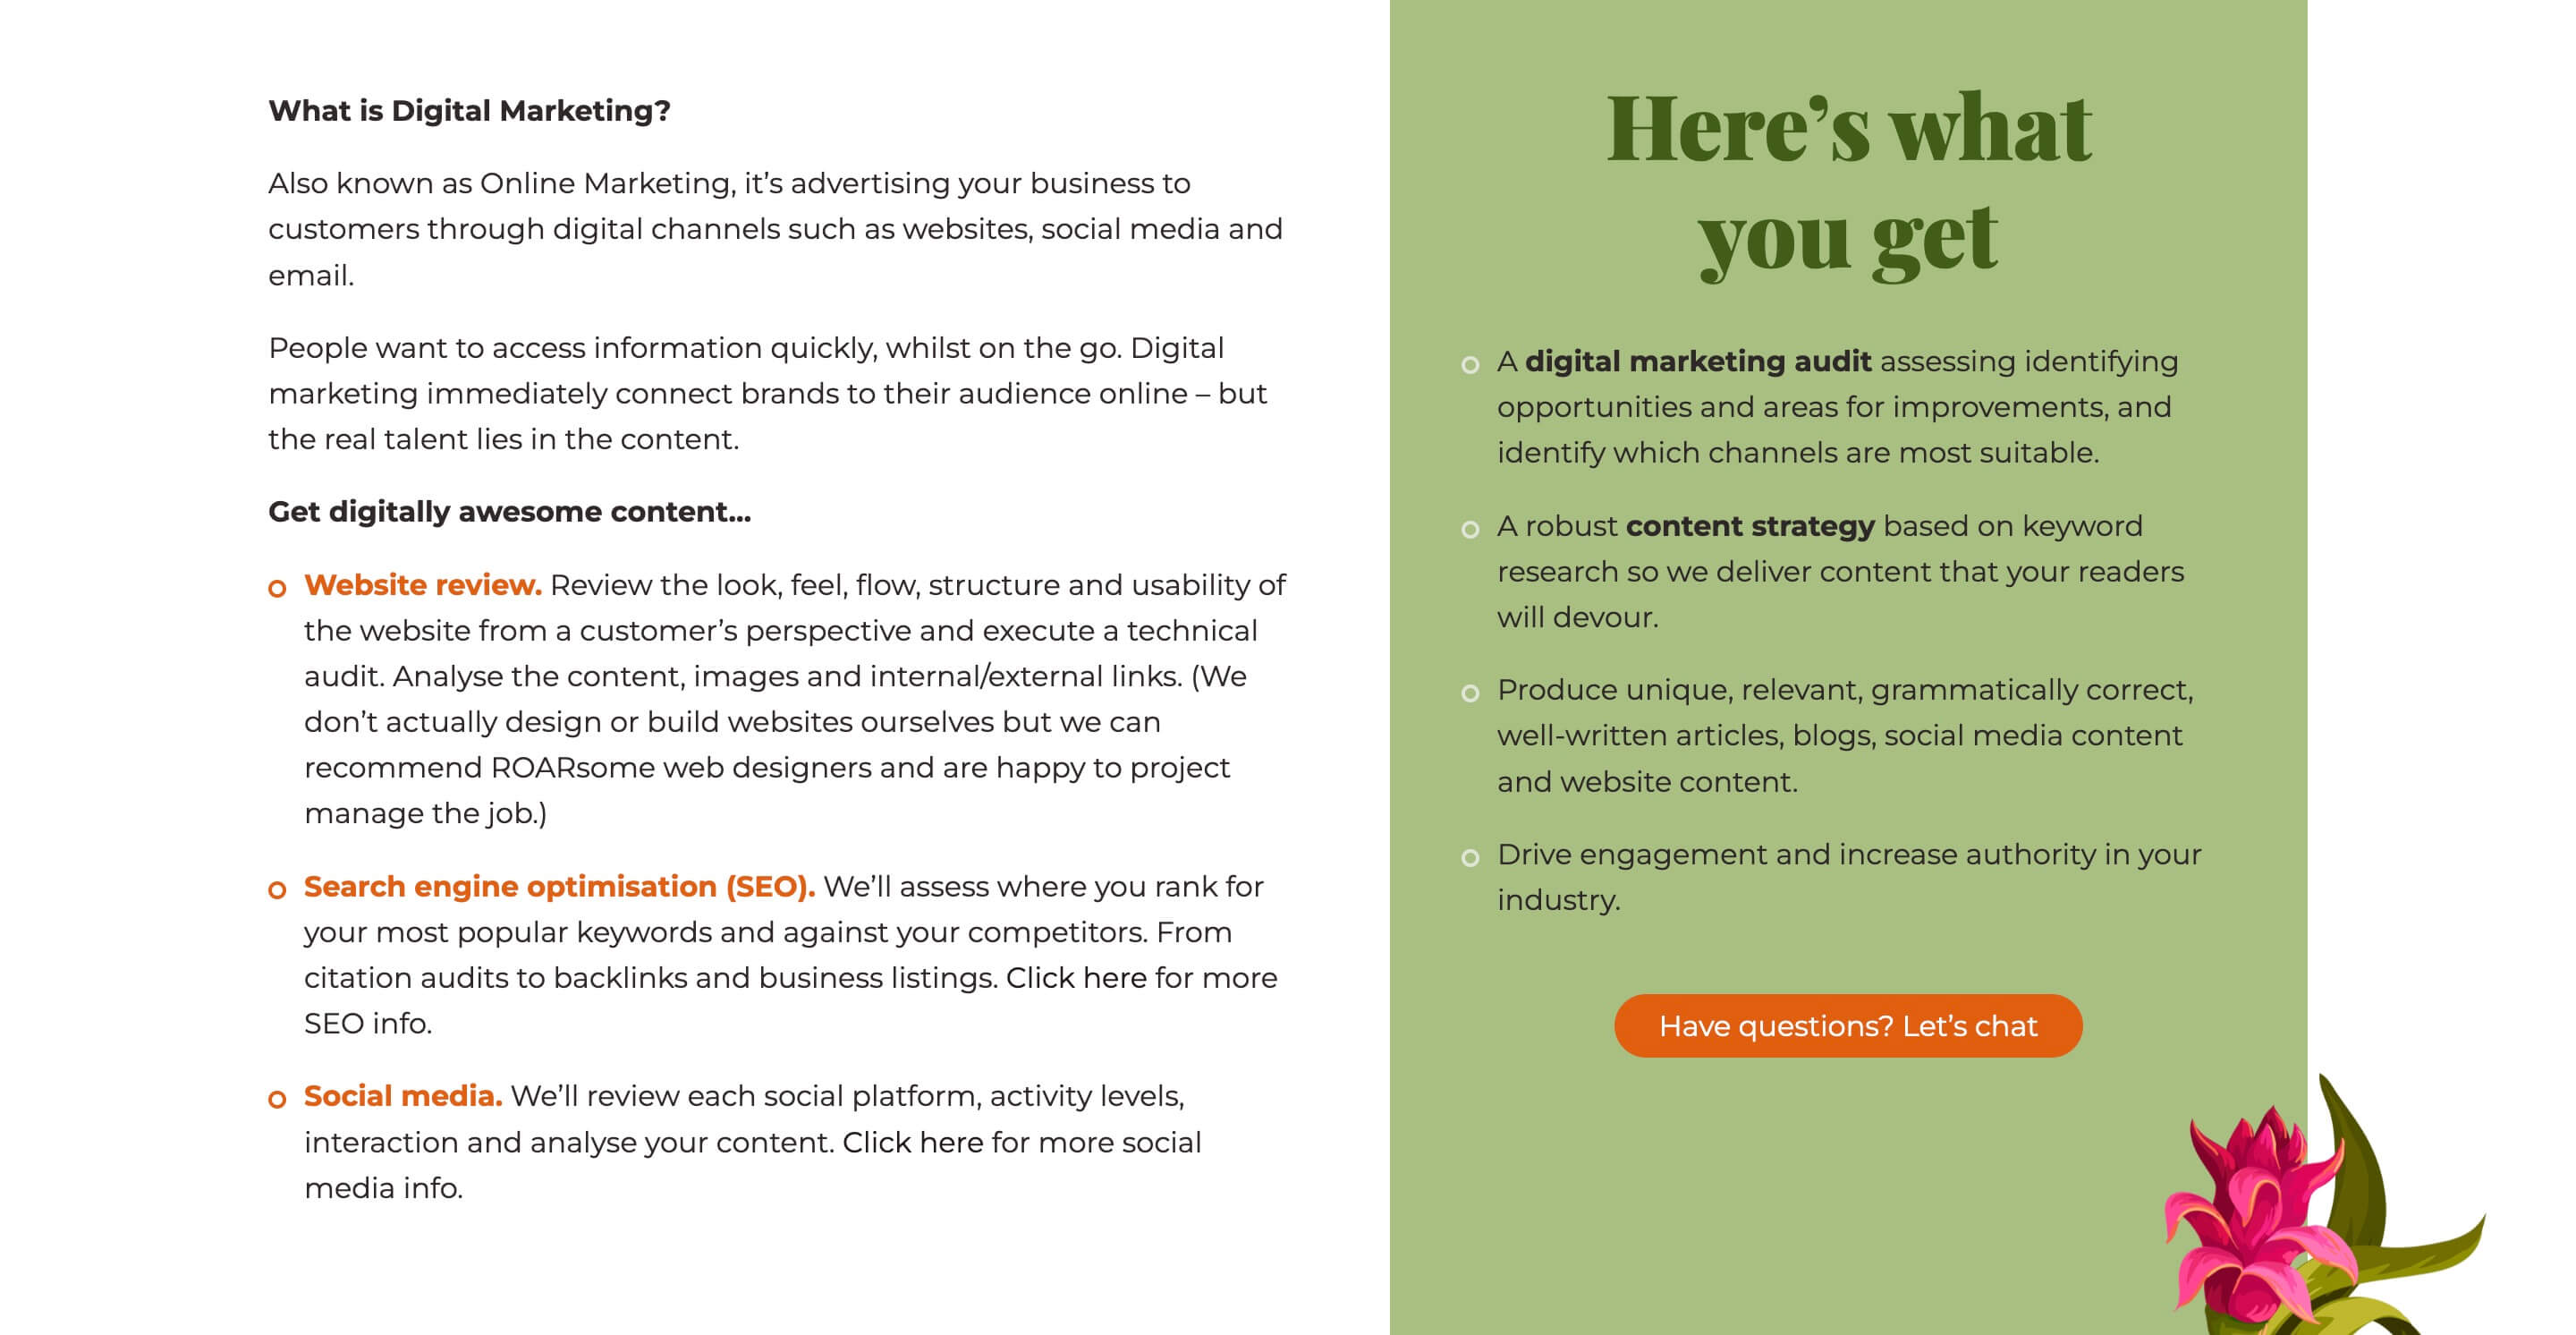 What is Digital Marketing?
Also known as Online Marketing, it’s advertising your business to
customers through digital channels such as websites, social media and
email.
People want to access information quickly, whilst on the go. Digital
marketing immediately connect brands to their audience online – but
the real talent lies in the content.
Get digitally awesome content...
Website review. Review the look, feel, flow, structure and usability of
the website from a customer’s perspective and execute a technical
audit. Analyse the content, images and internal/external links. (We
don’t actually design or build websites ourselves but we can
recommend ROARsome web designers and are happy to project
manage the job.)
Search engine optimisation (SEO). We’ll assess where you rank for
your most popular keywords and against your competitors. From
citation audits to backlinks and business listings. Click here for more
SEO info.
Social media. We’ll review each social platform, activity levels,
interaction and analyse your content. Click here for more social
media info.
Here’s what
you get
A digital marketing audit assessing identifying
opportunities and areas for improvements, and
identify which channels are most suitable.
A robust content strategy based on keyword
research so we deliver content that your readers
will devour.
Produce unique, relevant, grammatically correct,
well-written articles, blogs, social media content
and website content.
Drive engagement and increase authority in your
industry.
Have questions? Let’s chat